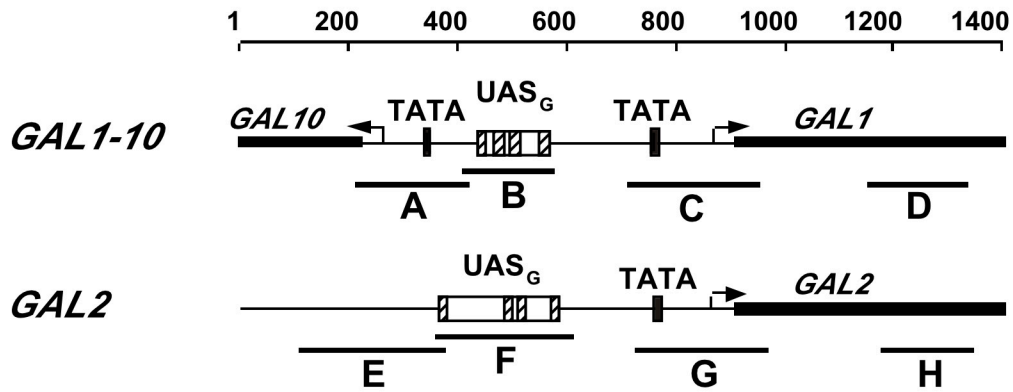 1 200 400 600 800 1000 1200 1400
UASG
TATA TATA
GAL10 GAL1
GAL1-10
A B C D
UASG
TATA
GAL2
GAL2
E F G H